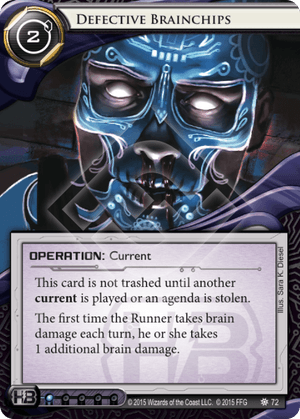 Defective Brainchips
2
OPERATION: Current
This card is not trashed until another
current is played or an agenda is stolen.
The first time the Runner takes brain
damage each turn, he or she takes
1 additional brain damage.
Illus. Sara K. Diesel
HB
HB
© 2015 Wizards of the Coast LLC. © 2015 FFG 72